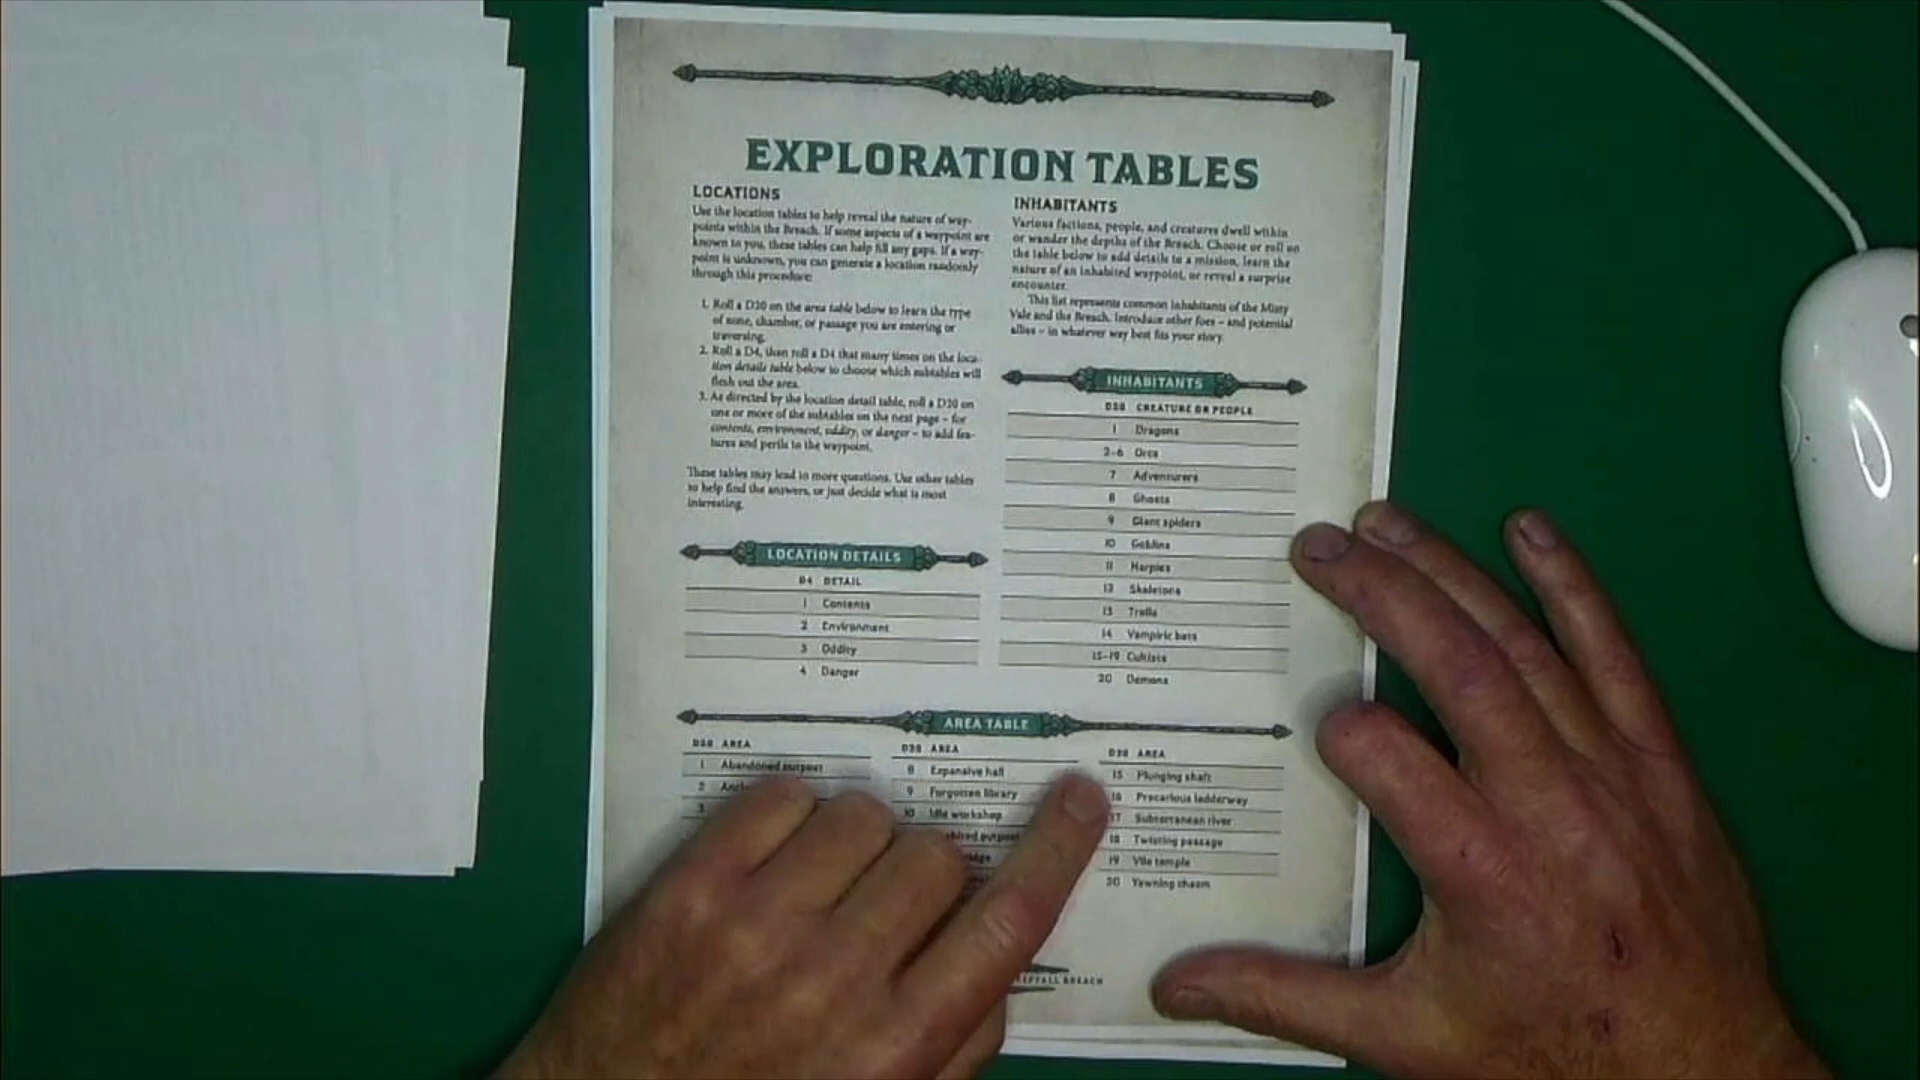 EXPLORATION TABLES
LOCATIONS
Use the location tables to help reveal the nature of way-
points within the Breach. If some aspects of a waypoint are
known to you, these tables can help fill any gaps. If a way-
point is unknown, you can generate a location randomly
through this procedure:
1. Roll a D20 on the area table below to learn the type
of zone, chamber, or passage you are entering or
traversing.
2. Roll a D4, then roll a D4 that many times on the loca-
tion details table below to choose which subtables will
flesh out the area.
3. As directed by the location detail table, roll a D20 on
one or more of the subtables on the next page – for
contents, environment, oddity, or danger – to add fea-
tures and perils to the waypoint.
These tables may lead to more questions. Use other tables
to help find the answers, or just decide what is most
interesting.
LOCATION DETAILS
D4 DETAIL
1 Contents
2 Environment
3 Oddity
4 Danger
INHABITANTS
Various factions, people, and creatures dwell within
or wander the depths of the Breach. Choose or roll on
the table below to add details to a mission, learn the
nature of an inhabited waypoint, or reveal a surprise
encounter.
This list represents common inhabitants of the Misty
Vale and the Breach. Introduce other foes – and potential
allies – in whatever way best fits your story.
INHABITANTS
D20 CREATURE OR PEOPLE
1 Dragons
2–6 Orcs
7 Adventurers
8 Ghosts
9 Giant spiders
10 Goblins
11 Harpies
12 Skeletons
13 Trolls
14 Vampiric bats
15–19 Cultists
20 Demons
AREA TABLE
D20 AREA
1 Abandoned outpost
2
3
D20 AREA
8 Expansive hall
9 Forgotten library
10 Idle workshop
outpost
D20 AREA
15 Plunging shaft
16 Precarious ladderway
17 Subterranean river
18 Twisting passage
19 Vile temple
20 Yawning chasm
BREACH